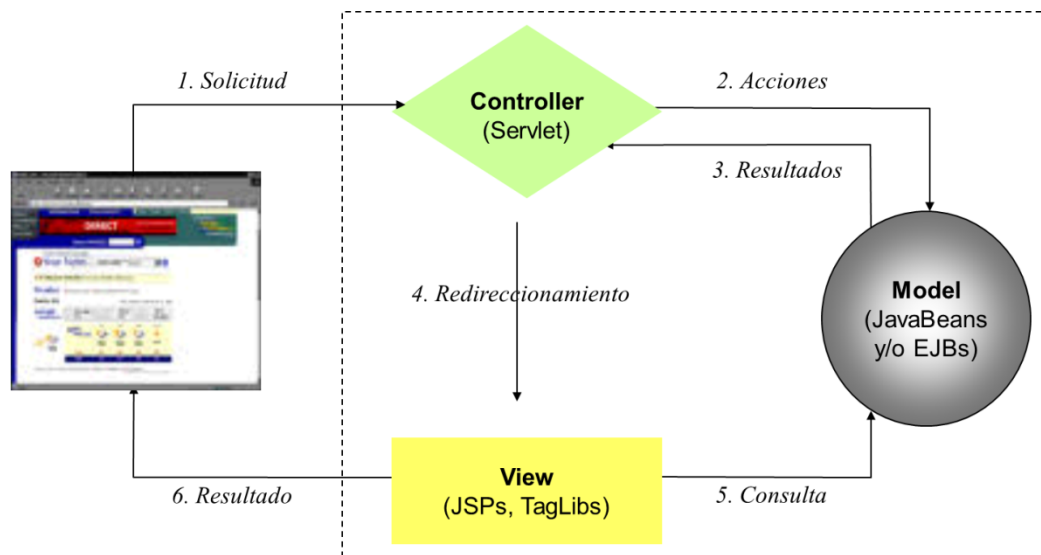 1. Solicitud
Controller
(Servlet)
2. Acciones
3. Resultados
DIRECT
4. Redireccionamiento
Model
(JavaBeans
y/o EJBs)
View
(JSPs, TagLibs)
6. Resultado
5. Consulta